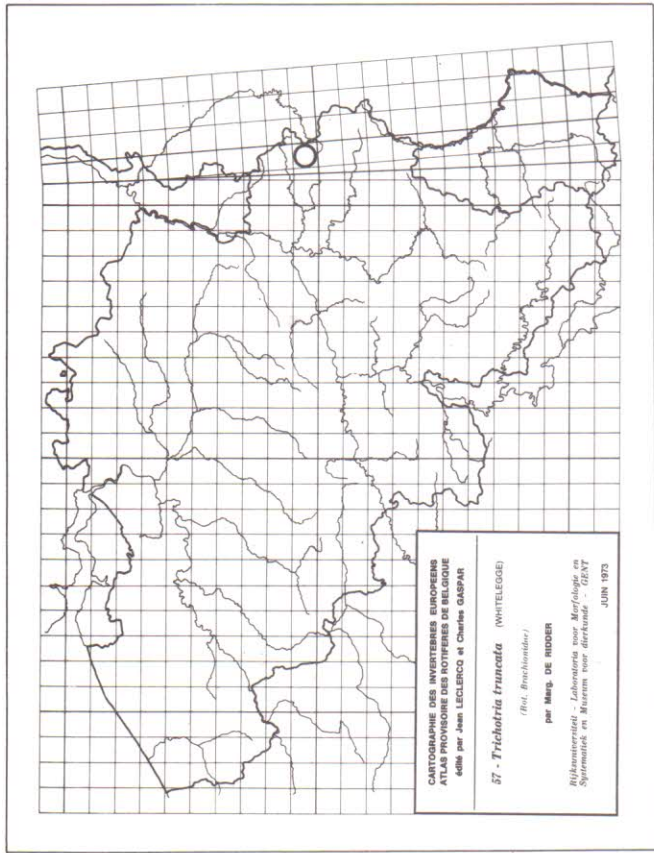 CARTOGRAPHIE DES INVERTEBRES EUROPEENS
ATLAS PROVISOIRE DES ROTIFERES DE BELGIQUE
édité par Jean LECLERCQ et Charles GASPAR
57 - Trichotria truncata (WHITELEGGE)
(Rot. Brachionidae)
par Marg. DE RIDDER
Rijksuniversiteit - Laboratoria voor Morfologie en
Systematiek en Museum voor dierkunde - GENT
JUIN 1973